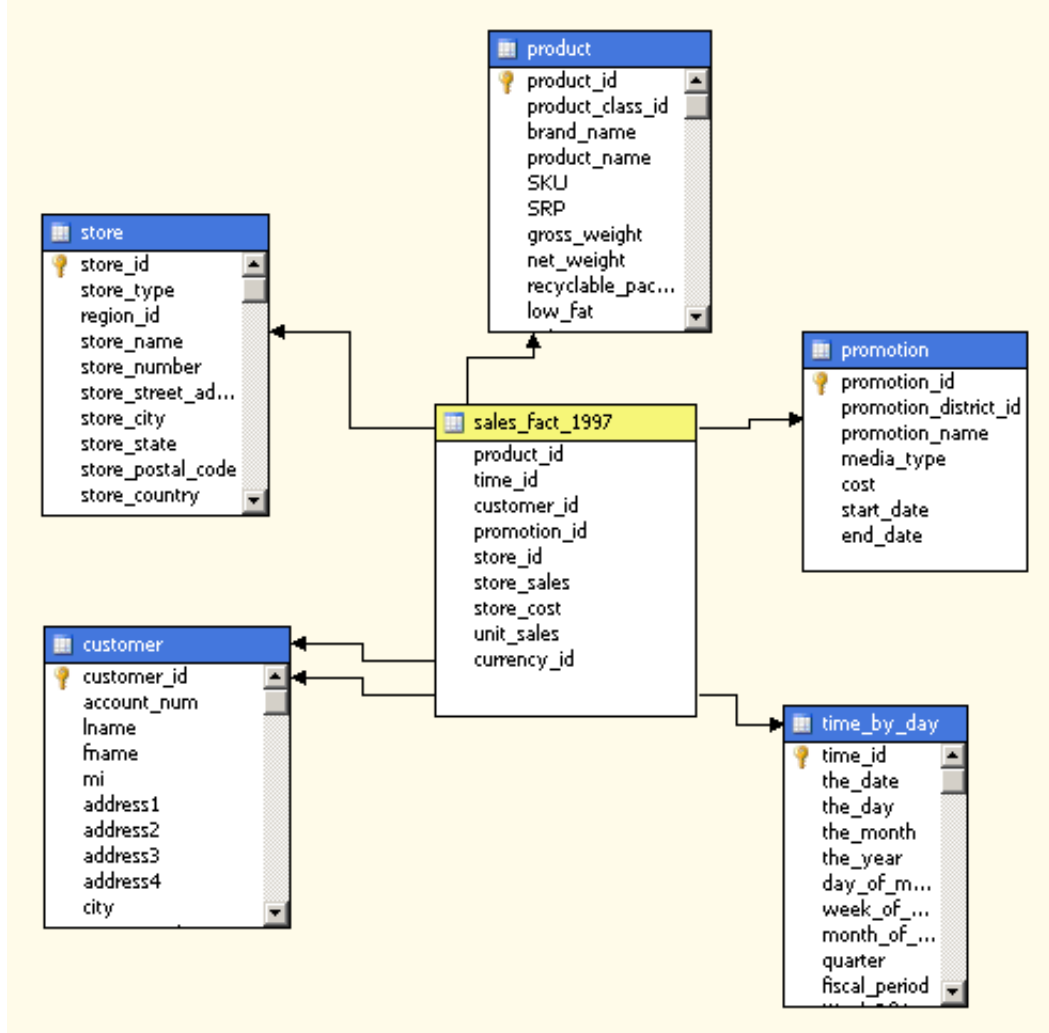 product
product_id
product_class_id
brand_name
product_name
SKU
SRP
gross_weight
net_weight
recyclable_pac...
low_fat
store
store_id
store_type
region_id
store_name
store_number
store_street_ad...
store_city
store_state
store_postal_code
store_country
promotion
promotion_id
promotion_district_id
promotion_name
media_type
cost
start_date
end_date
sales_fact_1997
product_id
time_id
customer_id
promotion_id
store_id
store_sales
store_cost
unit_sales
currency_id
customer
customer_id
account_num
lname
fname
mi
address1
address2
address3
address4
city
time_by_day
time_id
the_date
the_day
the_month
the_year
day_of_m...
week_of_...
month_of_...
quarter
fiscal_period